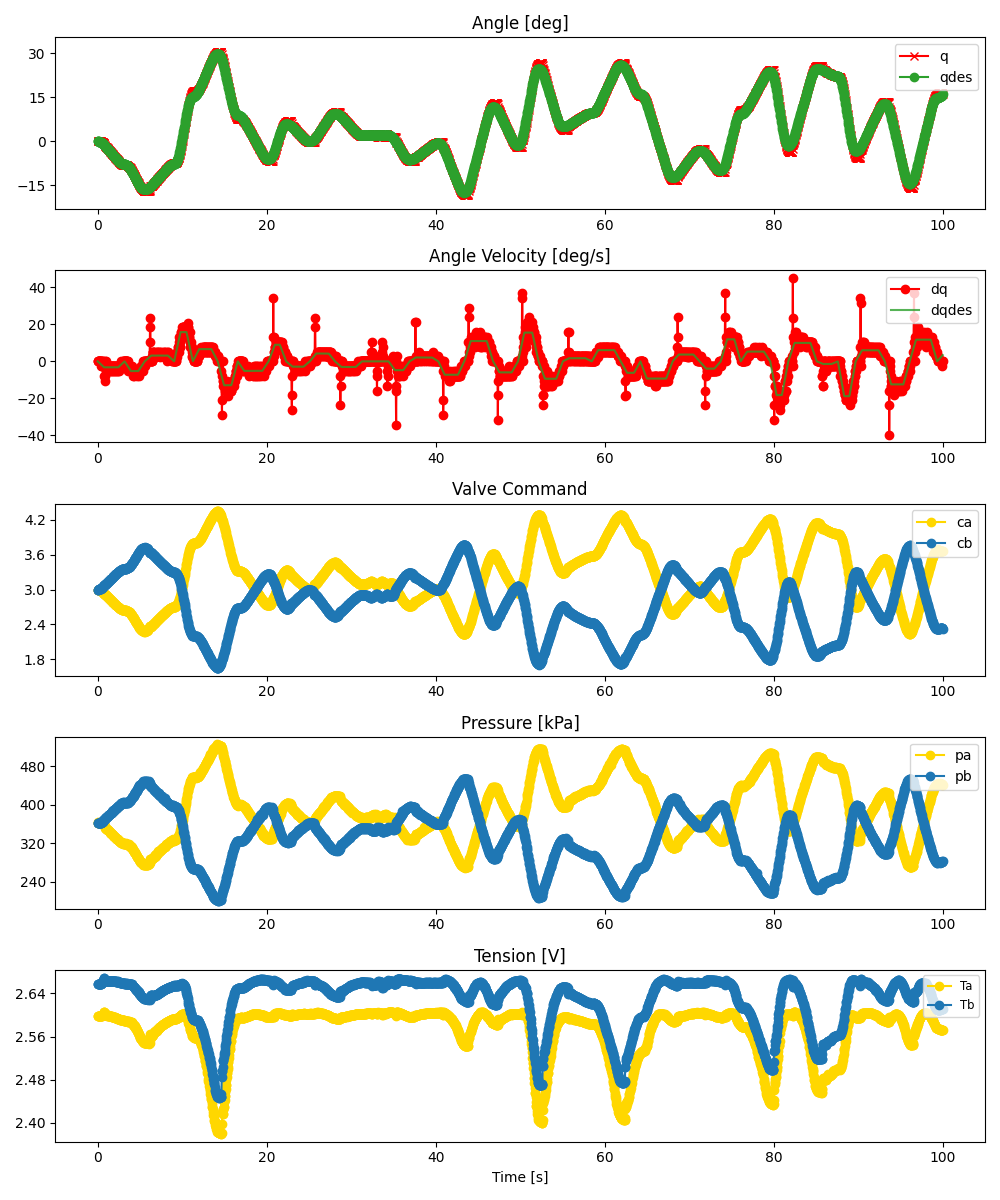 Angle [deg]
30
15
0
−15
q
qdes
0 20 40 60 80 100
Angle Velocity [deg/s]
40
20
0
−20
−40
dq
dqdes
0 20 40 60 80 100
Valve Command
4.2
3.6
3.0
2.4
1.8
ca
cb
0 20 40 60 80 100
Pressure [kPa]
480
400
320
240
pa
pb
0 20 40 60 80 100
Tension [V]
2.64
2.56
2.48
2.40
Ta
Tb
0 20 40 60 80 100
Time [s]